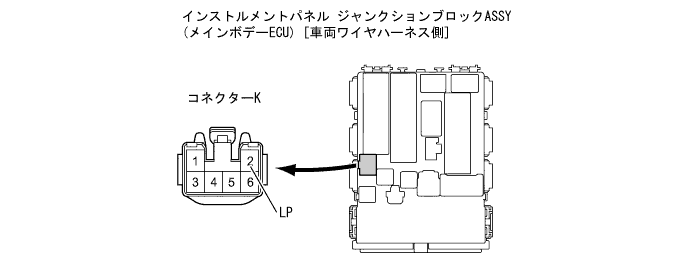 インストルメントパネル ジャンクションブロックASSY
(メインボデーECU) [車両ワイヤハーネス側]
コネクターK
1 2
3 4 5 6
LP